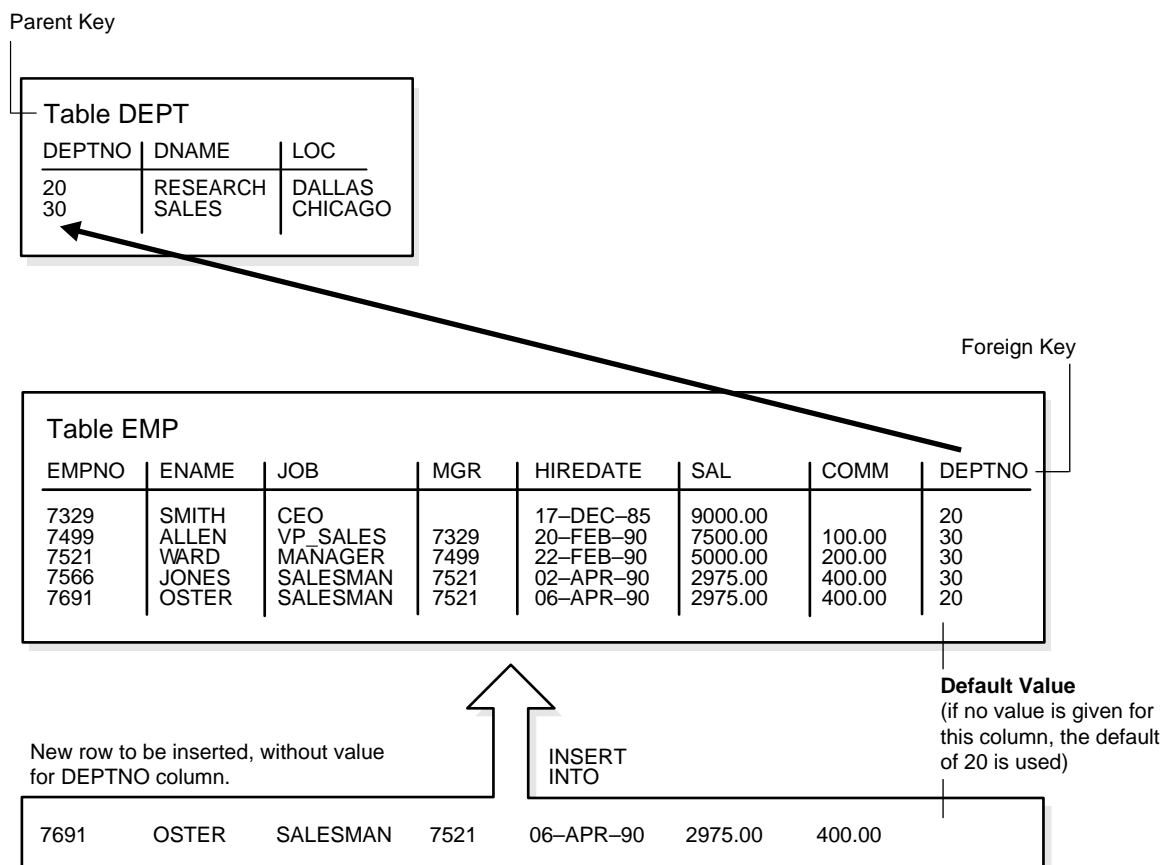 Parent Key
Table DEPT
DEPTNO DNAME LOC
20 RESEARCH DALLAS
30 SALES CHICAGO
Foreign Key
Table EMP
EMPNO ENAME JOB MGR HIREDATE SAL COMM DEPTNO
7329 SMITH CEO 17–DEC–85 9000.00 20
7499 ALLEN VP_SALES 7329 20–FEB–90 7500.00 100.00 30
7521 WARD MANAGER 7499 22–FEB–90 5000.00 200.00 30
7566 JONES SALESMAN 7521 02–APR–90 2975.00 400.00 30
7691 OSTER SALESMAN 7521 06–APR–90 2975.00 400.00 20
Default Value
(if no value is given for
this column, the default
of 20 is used)
New row to be inserted, without value
for DEPTNO column.
INSERT
INTO
7691 OSTER SALESMAN 7521 06–APR–90 2975.00 400.00